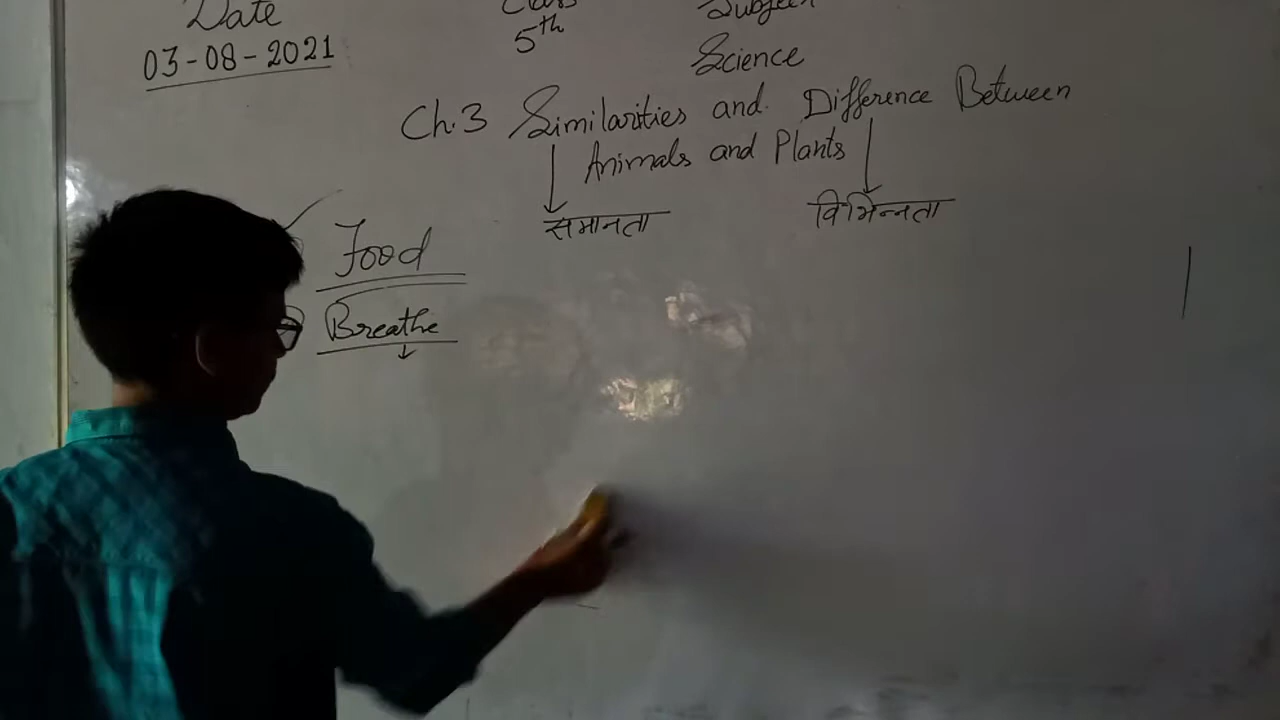 Date
03-08-2021
Class
5th
Subject
Science
Ch.3 Similarities and Difference Between
Animals and Plants
समानता
विभिन्नता
Food
Breathe